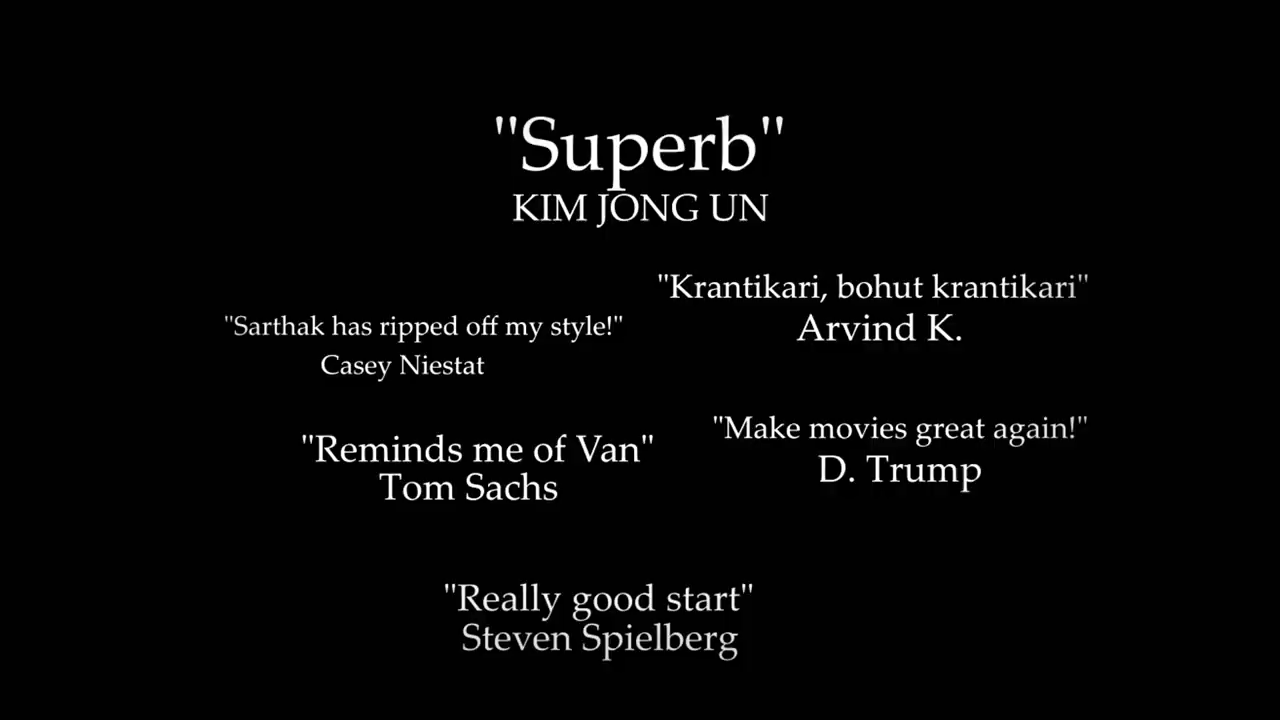 "Superb"
KIM JONG UN
"Krantikari, bohut krantikari"
Arvind K.
"Sarthak has ripped off my style!"
Casey Niestat
"Make movies great again!"
D. Trump
"Reminds me of Van"
Tom Sachs
"Really good start"
Steven Spielberg